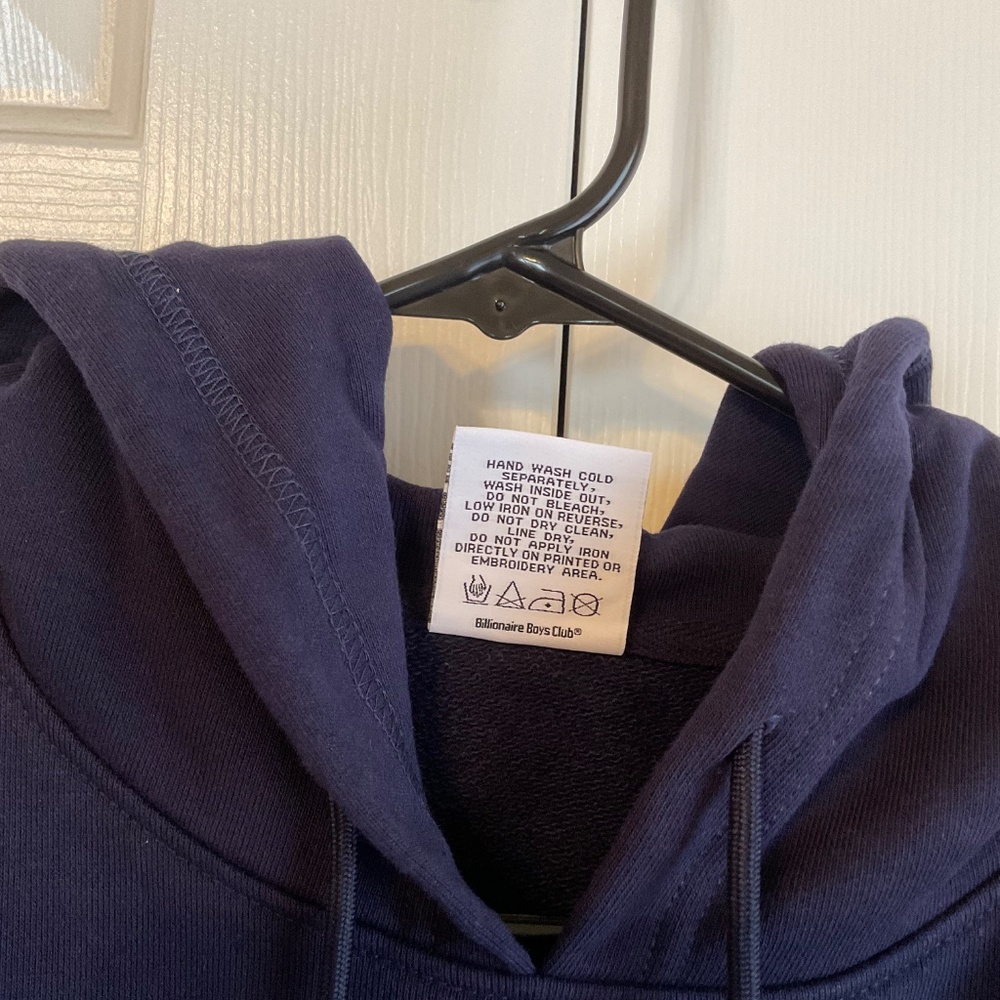 HAND WASH COLD
SEPARATELY,
WASH INSIDE OUT,
DO NOT BLEACH,
LOW IRON ON REVERSE,
DO NOT DRY CLEAN,
LINE DRY,
DO NOT APPLY IRON
DIRECTLY ON PRINTED OR
EMBROIDERY AREA.
Billionaire Boys Club®